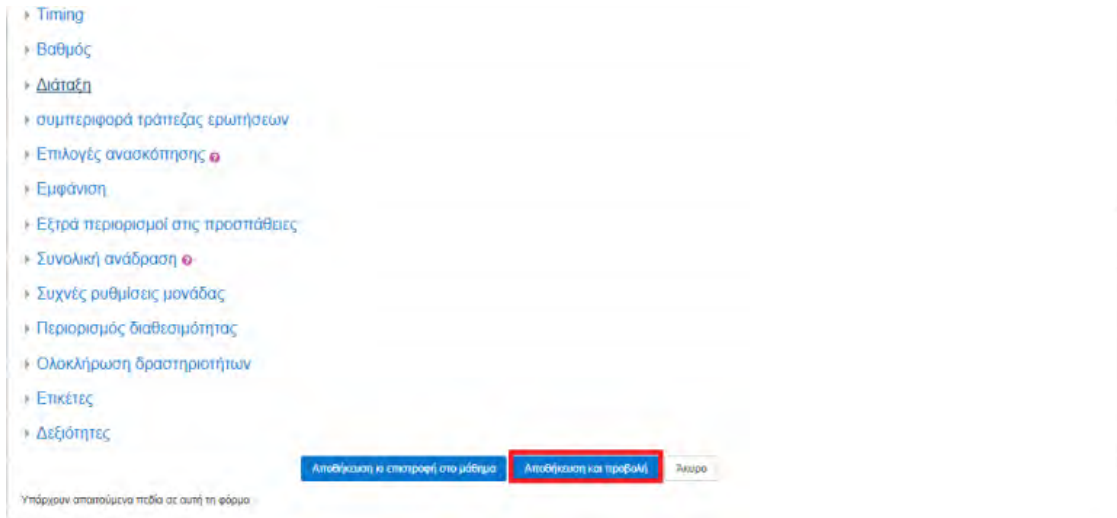 Timing
Βαθμός
Διάταξη
συμπεριφορά τράπεζας ερωτήσεων
Επιλογές ανασκόπησης
Εμφάνιση
Εξτρά περιορισμοί στις προσπάθειες
Συνολική ανάδραση
Συχνές ρυθμίσεις μονάδας
Περιορισμός διαθεσιμότητας
Ολοκλήρωση δραστηριοτήτων
Ετικέτες
Δεξιότητες
Αποθήκευση κι επιστροφή στο μάθημα Αποθήκευση και προβολή Άκυρο
Υπάρχουν απαιτούμενα πεδία σε αυτή τη φόρμα